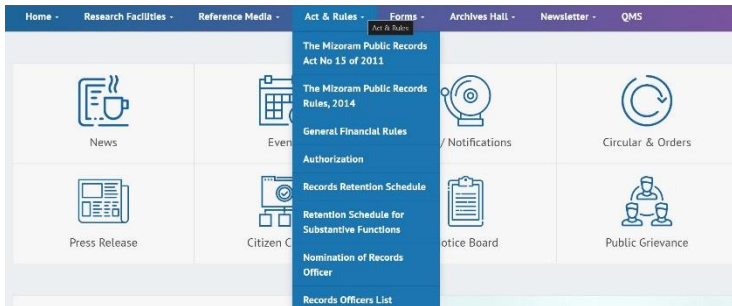 Home - Research Facilities - Reference Media - Act & Rules - Forms - Archives Hall - Newsletter - QMS
Act & Rules
The Mizoram Public Records
Act No 15 of 2011
The Mizoram Public Records
Rules, 2014
General Financial Rules
Authorization
Records Retention Schedule
Retention Schedule for
Substantive Functions
Nomination of Records
Officer
Records Officers List
News Even / Notifications Circular & Orders
Press Release Citizen C otice Board Public Grievance